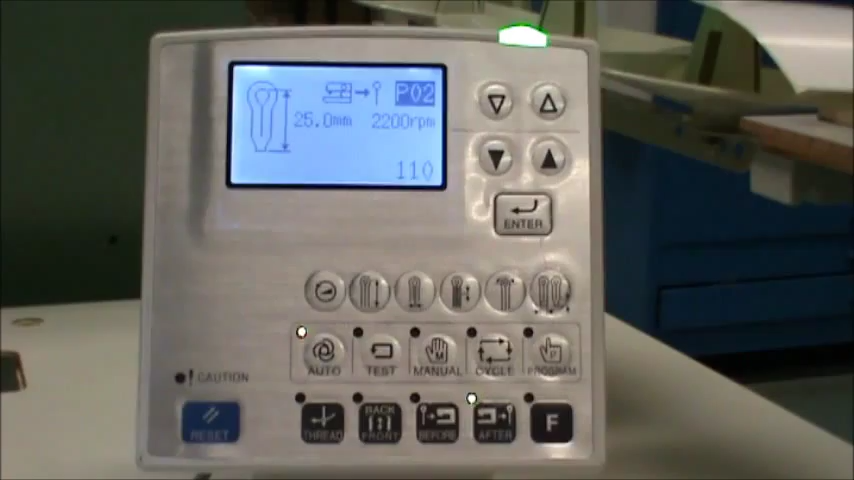 P02
25.0mm 2200rpm
110
ENTER
AUTO TEST MANUAL CYCLE PROGRAM
! CAUTION
RESET THREAD BACK FRONT BEFORE AFTER F